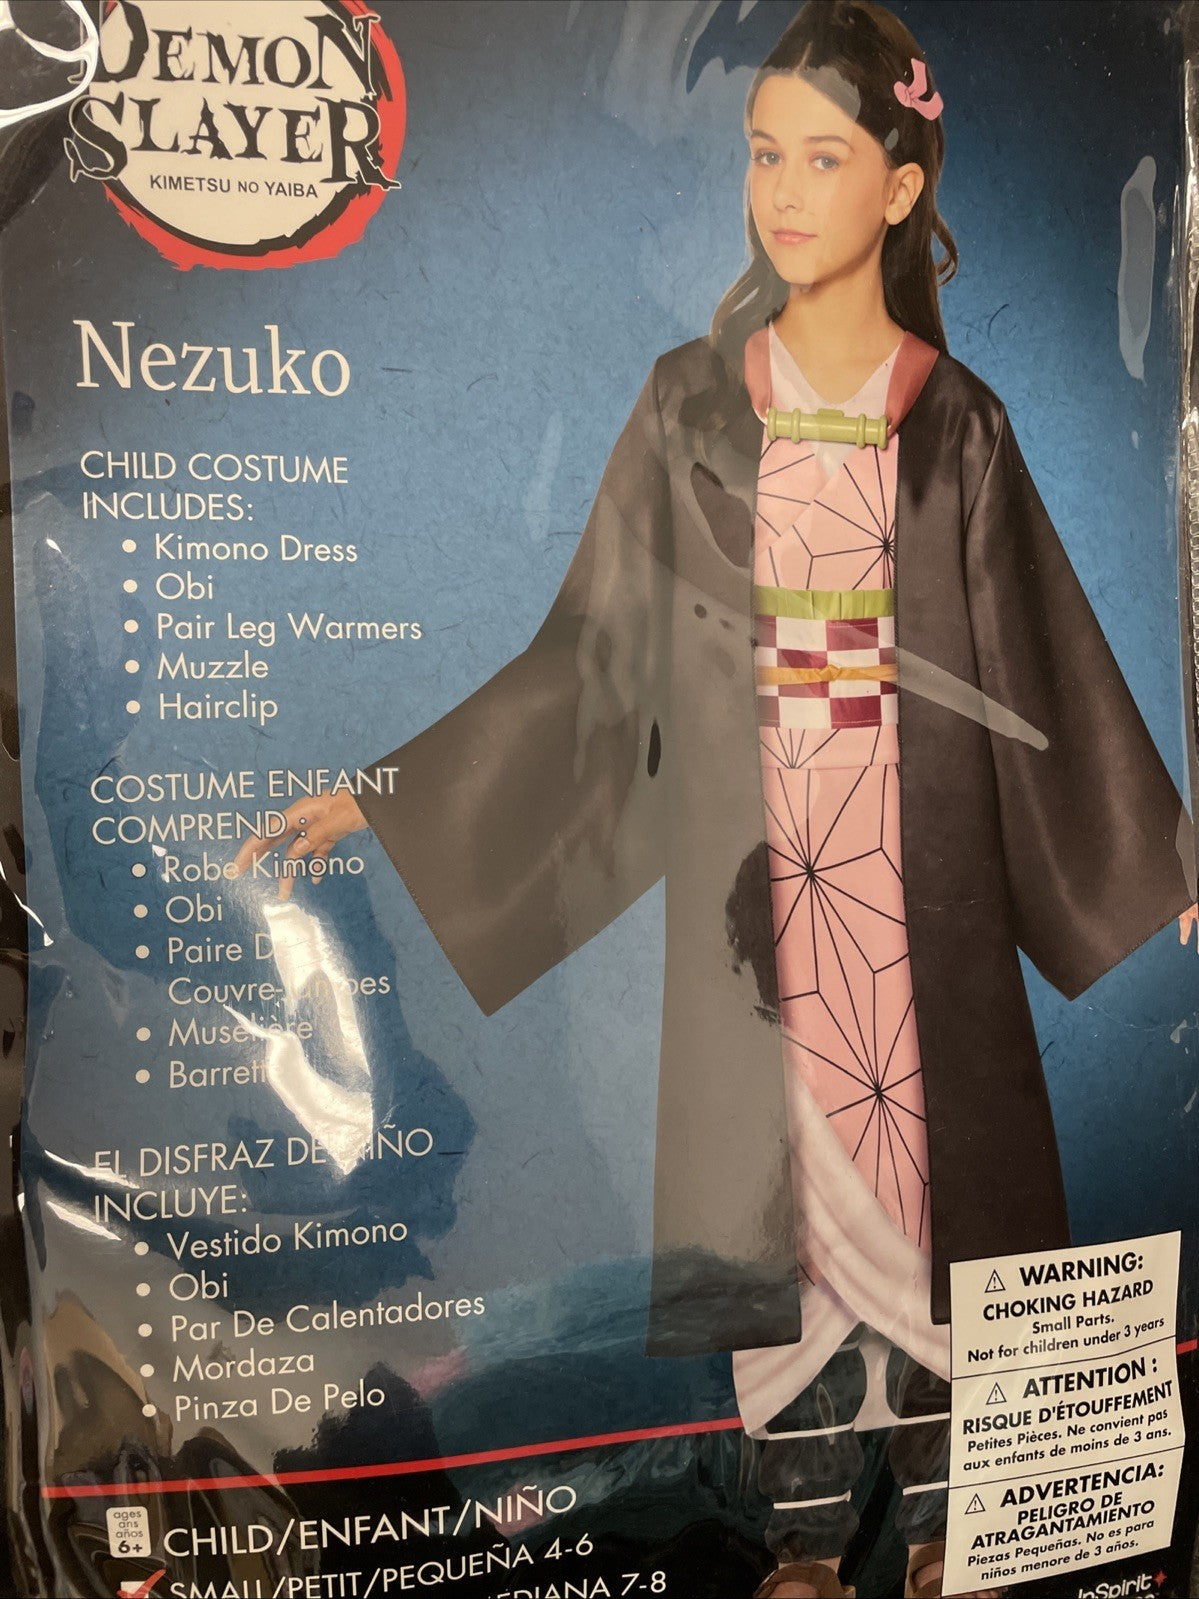 DEMON
SLAYER
KIMETSU NO YAIBA
Nezuko
CHILD COSTUME
INCLUDES:
• Kimono Dress
• Obi
• Pair Leg Warmers
• Muzzle
• Hairclip
COSTUME ENFANT
COMPREND :
• Robe Kimono
• Obi
• Paire
• Muselière
EL DISFRAZ DE NIÑO
INCLUYE:
• Vestido Kimono
• Obi
• Par De Calentadores
• Mordaza
• Pinza De Pelo
ages
ans
años
6+
CHILD/ENFANT/NIÑO
SMALL/PETIT/PEQUEÑA 4-6
7-8
⚠ WARNING:
CHOKING HAZARD
Small Parts.
Not for children under 3 years
⚠ ATTENTION :
RISQUE D'ÉTOUFFEMENT
Petites Pièces. Ne convient pas
aux enfants de moins de 3 ans.
⚠ ADVERTENCIA:
PELIGRO DE
ATRAGANTAMIENTO
Piezas Pequeñas. No es para
niños menore de 3 años.
InSpirit